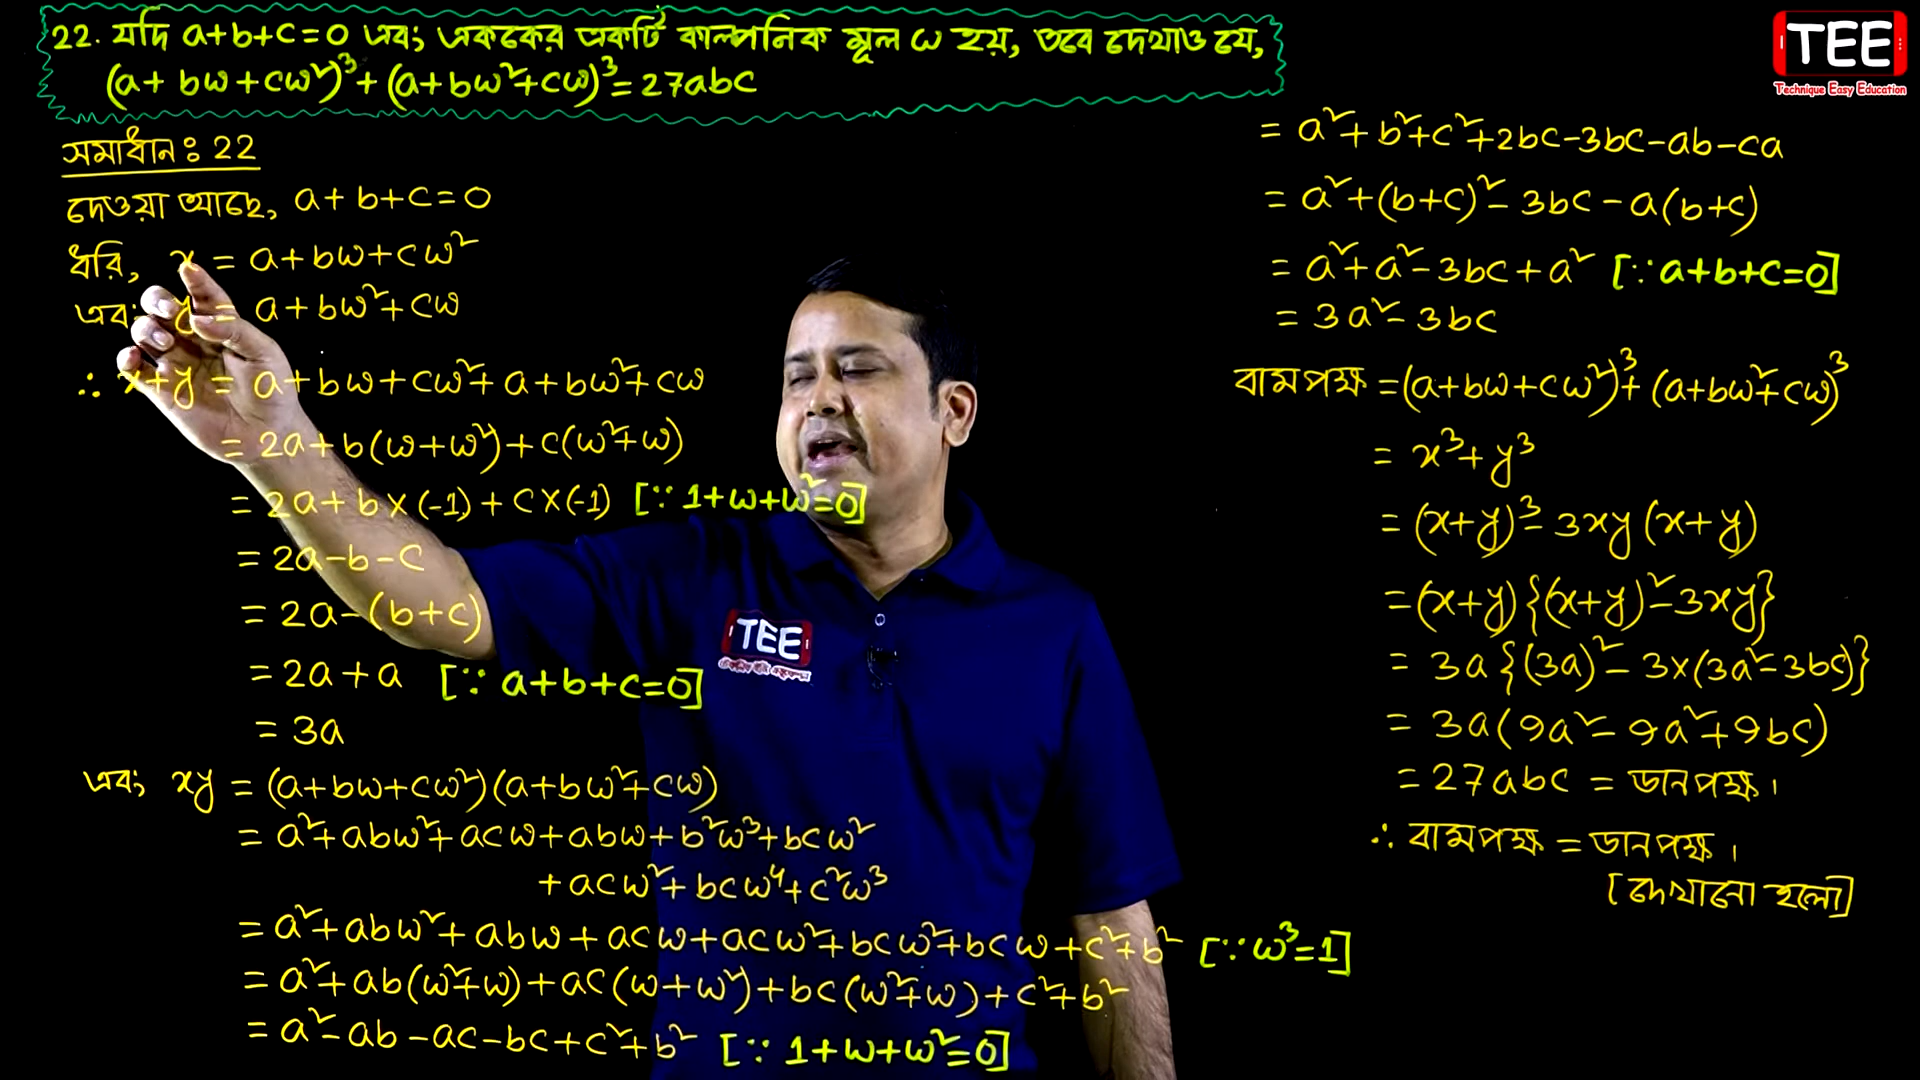 22. যদি a+b+c=0 এবং এককের একটি কাল্পনিক মূল ω হয়, তবে দেখাও যে,
(a+bω+cω²)³+(a+bω²+cω)³=27abc
TEE
Technique Easy Education
সমাধান: 22
দেওয়া আছে, a+b+c=0
ধরি, x = a+bω+cω²
এবং y = a+bω²+cω
∴ x+y = a+bω+cω²+a+bω²+cω
= 2a+b(ω+ω²)+c(ω²+ω)
= 2a+b×(-1)+c×(-1) [∵ 1+ω+ω²=0]
= 2a-b-c
= 2a-(b+c)
= 2a+a [∵ a+b+c=0]
= 3a
এবং xy = (a+bω+cω²)(a+bω²+cω)
= a²+abω²+acω+abω+b²ω³+bcω²
+acω²+bcω⁴+c²ω³
= a²+abω²+abω+acω+acω²+bcω²+bcω+c²+b² [∵ ω³=1]
= a²+ab(ω²+ω)+ac(ω+ω²)+bc(ω²+ω)+c²+b²
= a²-ab-ac-bc+c²+b² [∵ 1+ω+ω²=0]
= a²+b²+c²+2bc-3bc-ab-ca
= a²+(b+c)²-3bc-a(b+c)
= a²+a²-3bc+a² [∵ a+b+c=0]
= 3a²-3bc
বামপক্ষ = (a+bω+cω²)³+(a+bω²+cω)³
= x³+y³
= (x+y)³-3xy(x+y)
= (x+y){(x+y)²-3xy}
= 3a{(3a)²-3×(3a²-3bc)}
= 3a(9a²-9a²+9bc)
= 27abc = ডানপক্ষ।
∴ বামপক্ষ = ডানপক্ষ।
[দেখানো হলো]
TEE